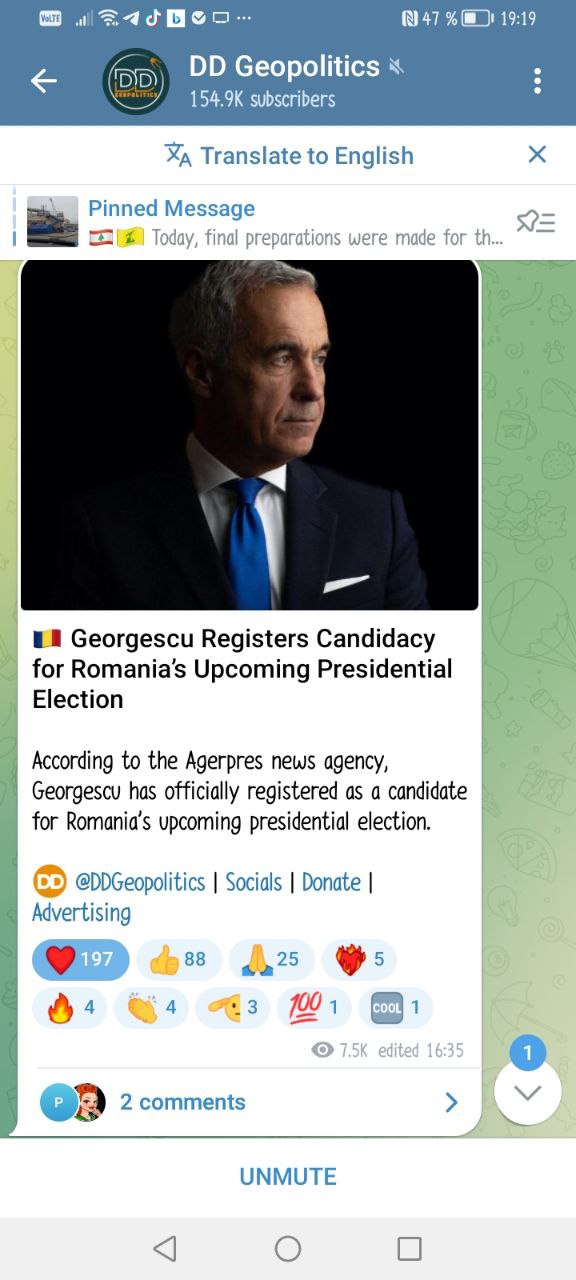 VoLTE
47 %
19:19
DD
GEOPOLITICS
DD Geopolitics
154.9K subscribers
Translate to English
Pinned Message
🇱🇧 Today, final preparations were made for th...
🇷🇴 Georgescu Registers Candidacy
for Romania's Upcoming Presidential
Election
According to the Agerpres news agency,
Georgescu has officially registered as a candidate
for Romania's upcoming presidential election.
DD @DDGeopolitics | Socials | Donate |
Advertising
❤️ 197 👍 88 🙏 25 ❤️‍🔥 5
🔥 4 👏 4 🫡 3 💯 1 🆒 1
7.5K edited 16:35
1
P
2 comments
UNMUTE